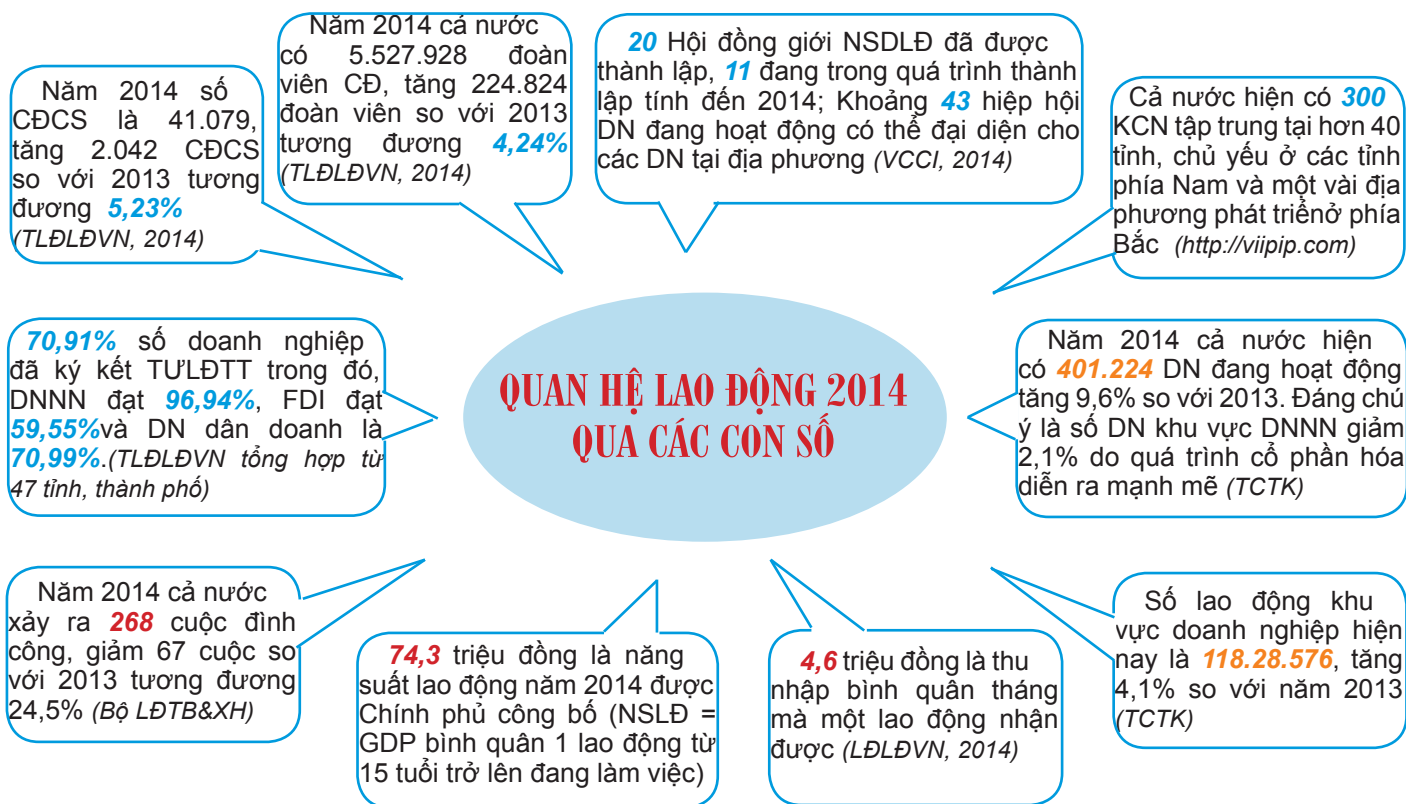 Năm 2014 số
CĐCS là 41.079,
tăng 2.042 CĐCS
so với 2013 tương
đương 5,23%
(TLĐLĐVN, 2014)
Năm 2014 cả nước
có 5.527.928 đoàn
viên CĐ, tăng 224.824
đoàn viên so với 2013
tương đương 4,24%
(TLĐLĐVN, 2014)
20 Hội đồng giới NSDLĐ đã được
thành lập, 11 đang trong quá trình thành
lập tính đến 2014; Khoảng 43 hiệp hội
DN đang hoạt động có thể đại diện cho
các DN tại địa phương (VCCI, 2014)
Cả nước hiện có 300
KCN tập trung tại hơn 40
tỉnh, chủ yếu ở các tỉnh
phía Nam và một vài địa
phương phát triểnở phía
Bắc (http://viipip.com)
70,91% số doanh nghiệp
đã ký kết TƯLĐTT trong đó,
DNNN đạt 96,94%, FDI đạt
59,55%và DN dân doanh là
70,99%.(TLĐLĐVN tổng hợp từ
47 tỉnh, thành phố)
QUAN HỆ LAO ĐỘNG 2014
QUA CÁC CON SỐ
Năm 2014 cả nước hiện
có 401.224 DN đang hoạt động
tăng 9,6% so với 2013. Đáng chú
ý là số DN khu vực DNNN giảm
2,1% do quá trình cổ phần hóa
diễn ra mạnh mẽ (TCTK)
Năm 2014 cả nước
xảy ra 268 cuộc đình
công, giảm 67 cuộc so
với 2013 tương đương
24,5% (Bộ LĐTB&XH)
74,3 triệu đồng là năng
suất lao động năm 2014 được
Chính phủ công bố (NSLĐ =
GDP bình quân 1 lao động từ
15 tuổi trở lên đang làm việc)
4,6 triệu đồng là thu
nhập bình quân tháng
mà một lao động nhận
được (LĐLĐVN, 2014)
Số lao động khu
vực doanh nghiệp hiện
nay là 118.28.576, tăng
4,1% so với năm 2013
(TCTK)